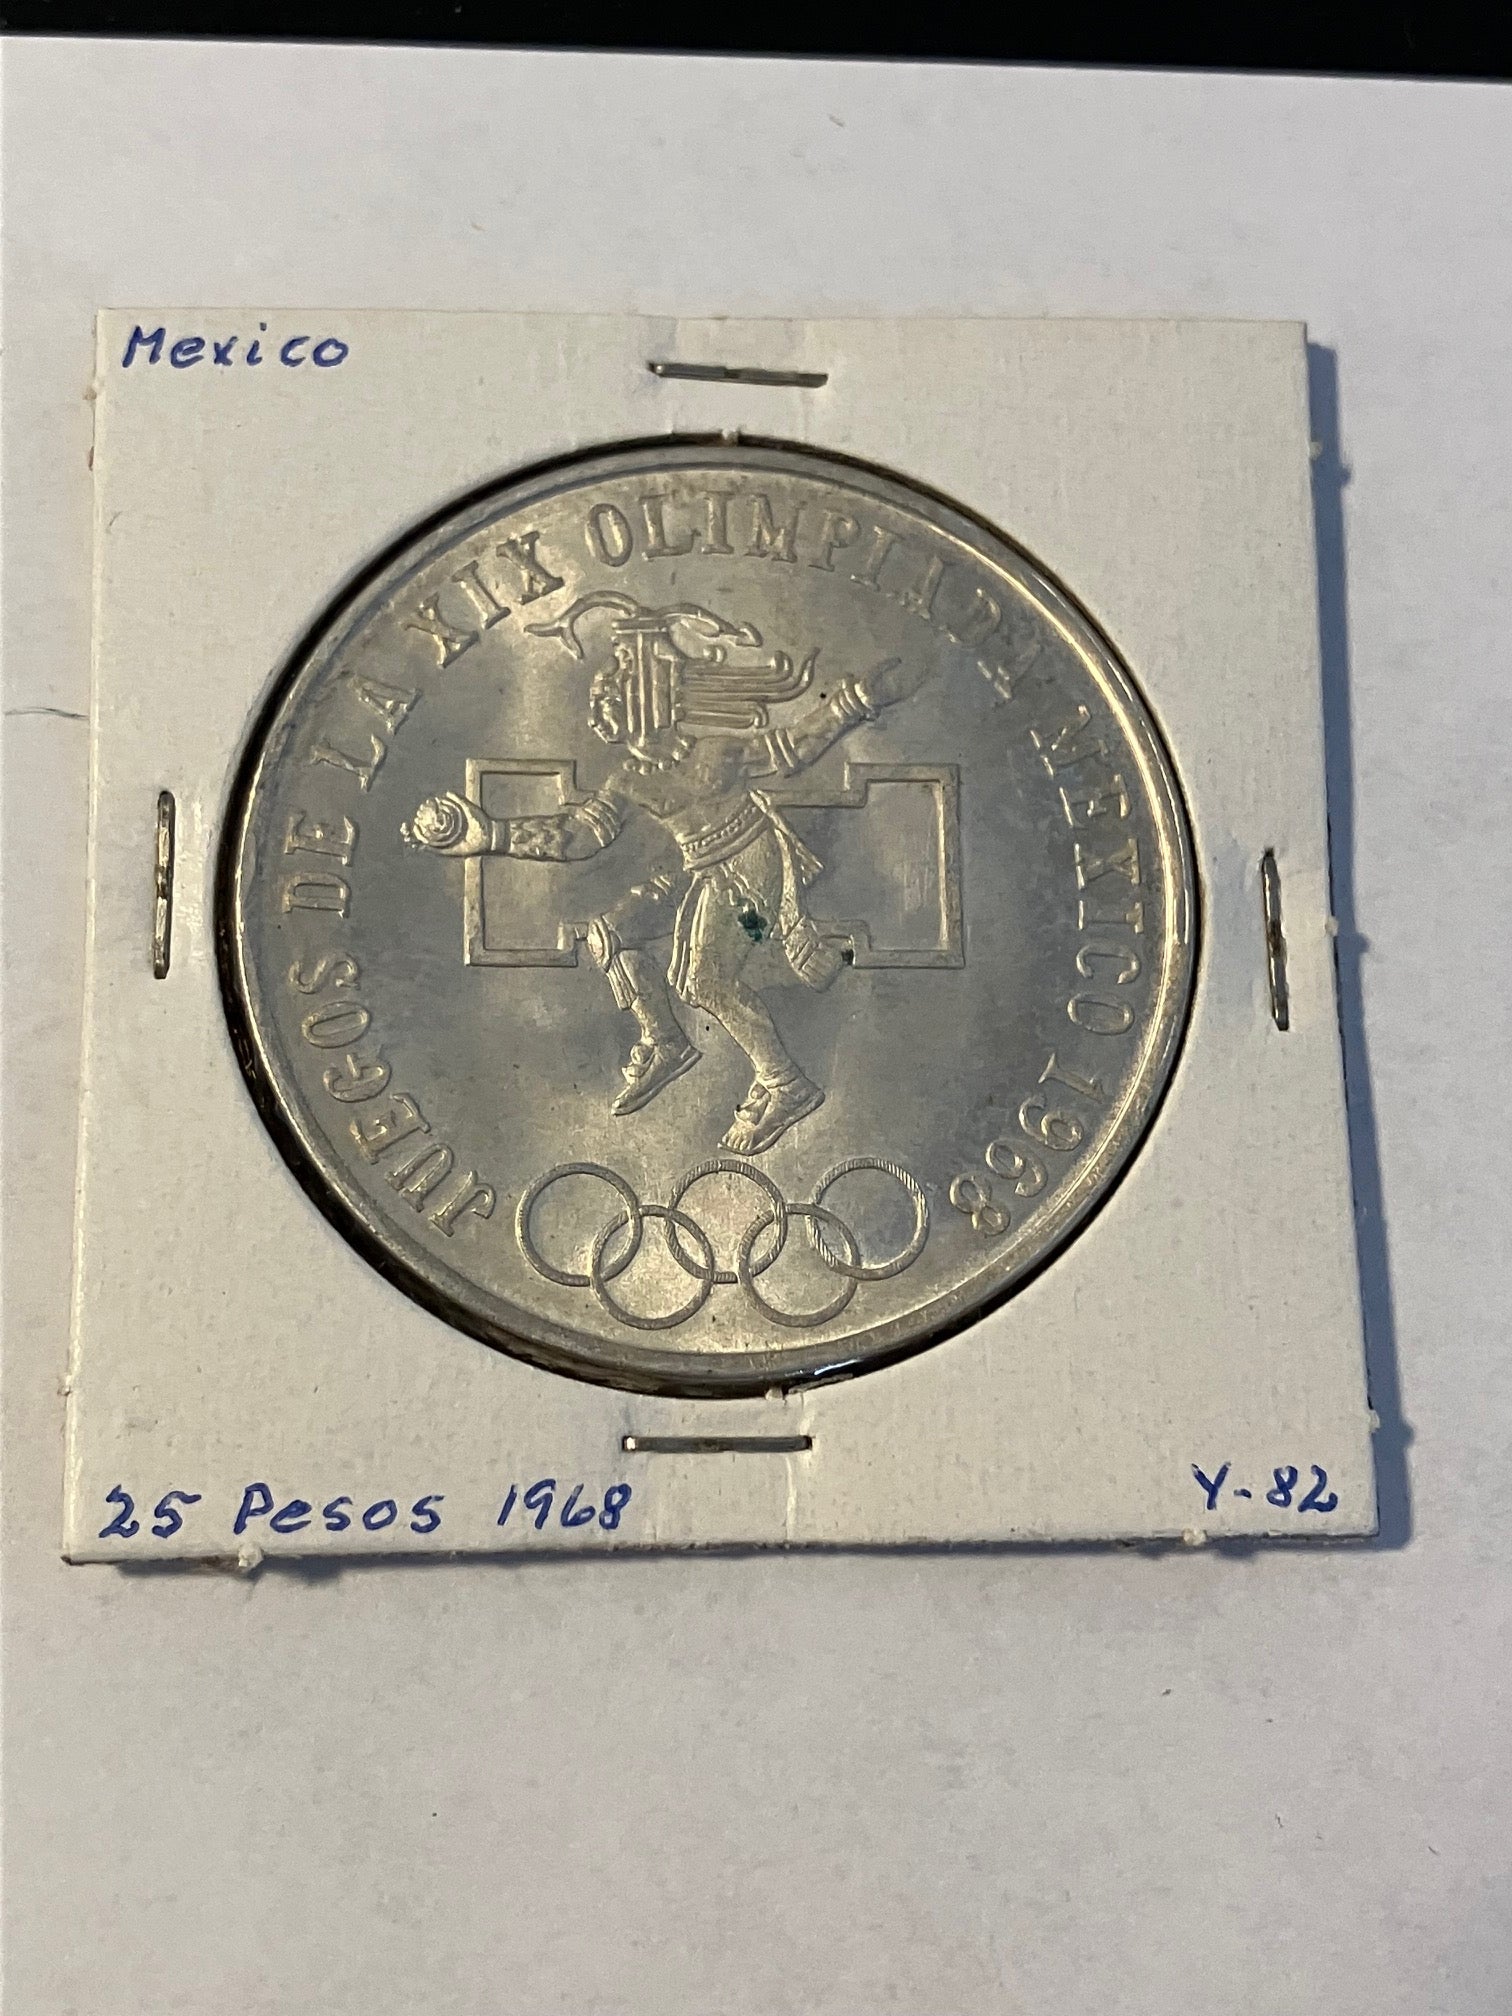 Mexico
JUEGOS DE LA XIX OLIMPIADA MEXICO 1968
25 Pesos 1968
Y-82